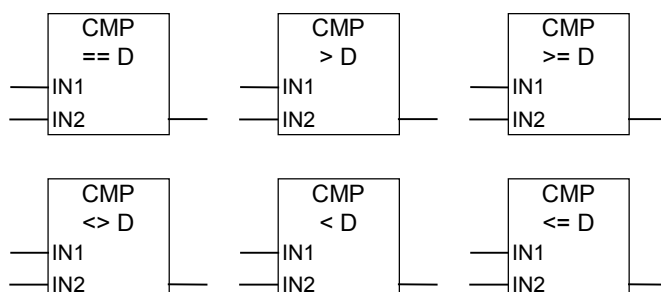 CMP
== D
IN1
IN2
CMP
> D
IN1
IN2
CMP
>= D
IN1
IN2
CMP
<> D
IN1
IN2
CMP
< D
IN1
IN2
CMP
<= D
IN1
IN2